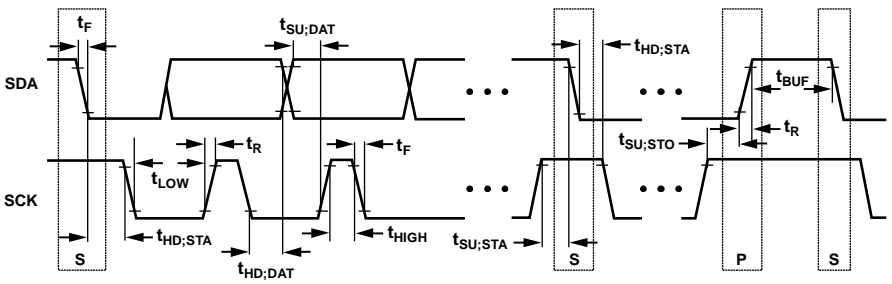 tF
tSU;DAT
tHD;STA
SDA
tBUF
tR
tF
tSU;STO
tR
tLOW
SCK
tHD;STA
tHD;DAT
tHIGH
tSU;STA
S
S
P
S